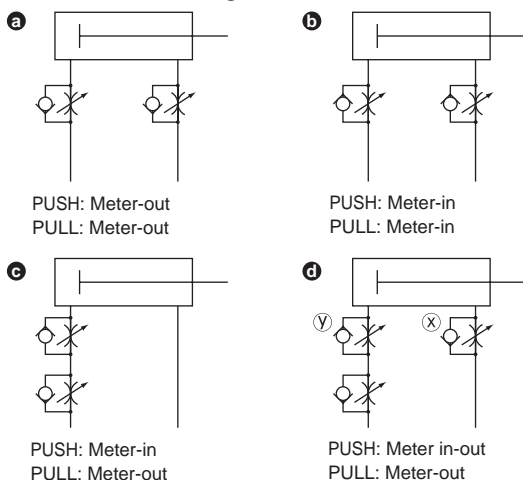 a
b
PUSH: Meter-out
PULL: Meter-out
PUSH: Meter-in
PULL: Meter-in
c
d
y
x
PUSH: Meter-in
PULL: Meter-out
PUSH: Meter in-out
PULL: Meter-out